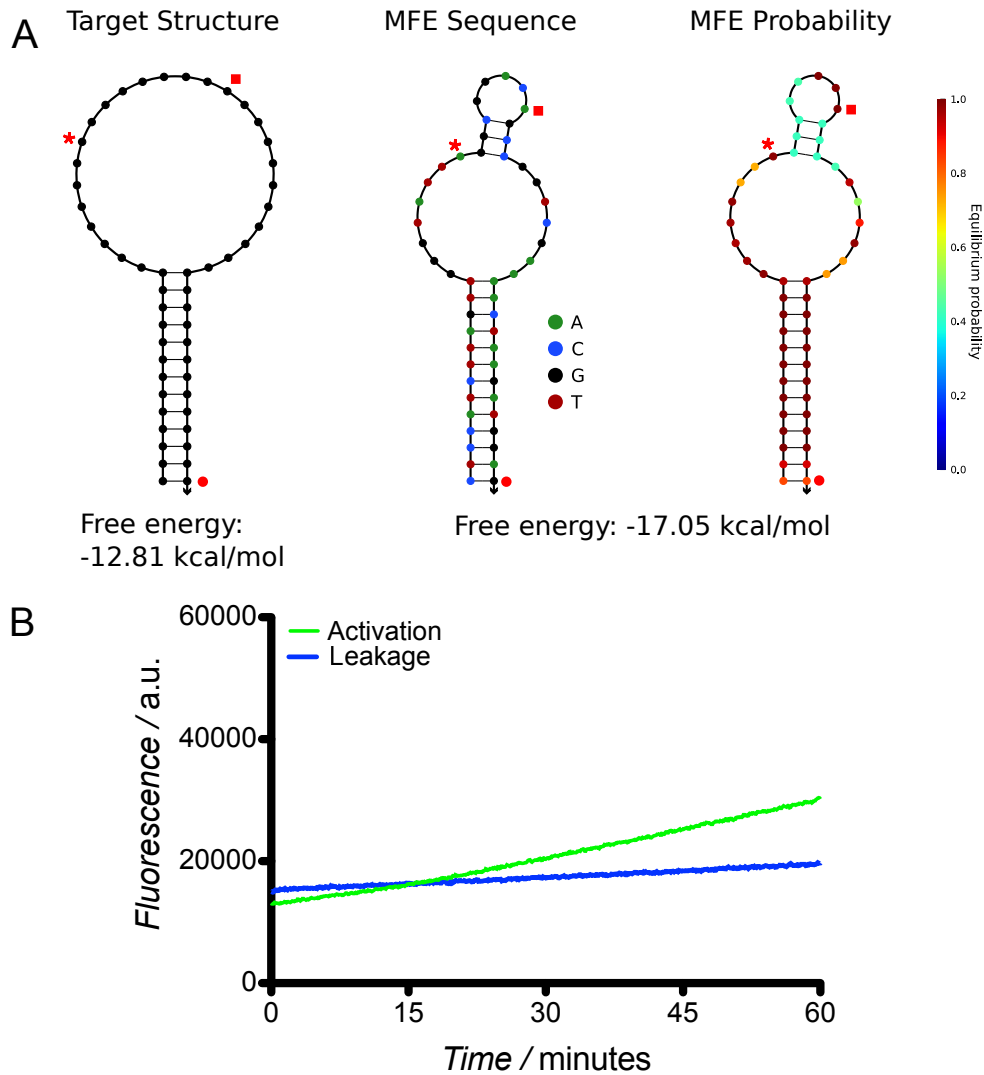 A
Target Structure
MFE Sequence
MFE Probability
A
C
G
T
1.0
0.8
0.6
0.4
0.2
0.0
Equilibrium probability
Free energy:
-12.81 kcal/mol
Free energy: -17.05 kcal/mol
B
Activation
Leakage
60000
40000
20000
0
Fluorescence / a.u.
0
15
30
45
60
Time / minutes